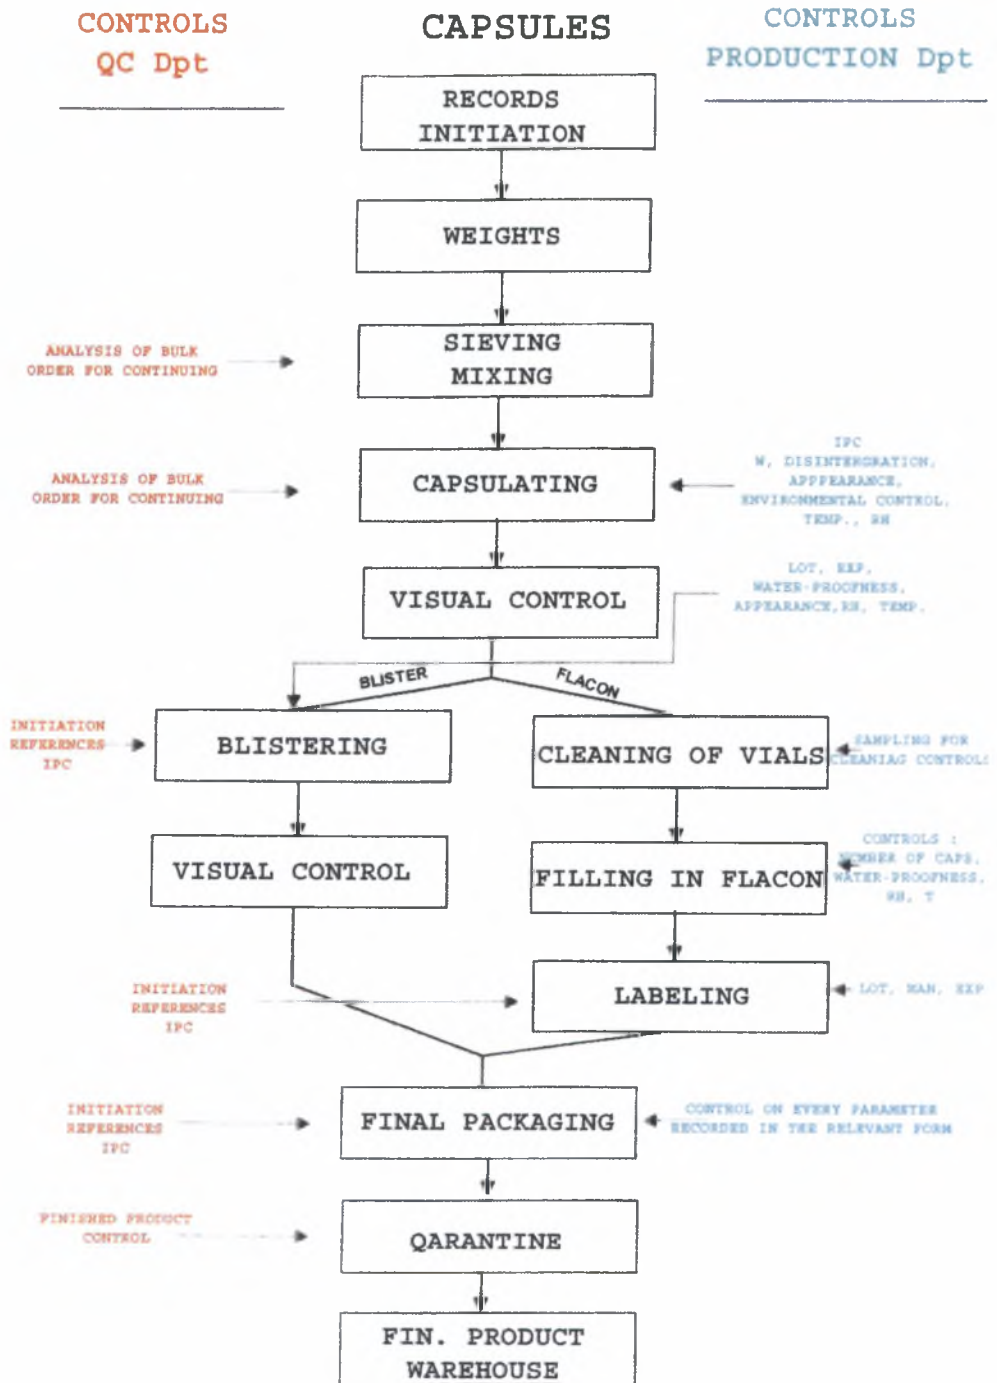 CONTROLS
QC Dpt
CAPSULES
CONTROLS
PRODUCTION Dpt
RECORDS
INITIATION
WEIGHTS
SIEVING
MIXING
ANALYSIS OF BULK
ORDER FOR CONTINUING
CAPSULATING
ANALYSIS OF BULK
ORDER FOR CONTINUING
IPC
W, DISINTERGRATION,
APPPEARANCE,
ENVIRONMENTAL CONTROL,
TEMP., RH
VISUAL CONTROL
LOT, EXP,
WATER-PROOFNESS,
APPEARANCE, RH, TEMP.
BLISTER
FLACON
INITIATION
REFERENCES
IPC
BLISTERING
CLEANING OF VIALS
SAMPLING FOR
CLEANIAG CONTROLS
VISUAL CONTROL
FILLING IN FLACON
CONTROLS :
NUMBER OF CAPS,
WATER-PROOFNESS,
RH, T
INITIATION
REFERENCES
IPC
LABELING
LOT, MAN, EXP
INITIATION
REFERENCES
IPC
FINAL PACKAGING
CONTROL ON EVERY PARAMETER
RECORDED IN THE RELEVANT FORM
FINISHED PRODUCT
CONTROL
QARANTINE
FIN. PRODUCT
WAREHOUSE